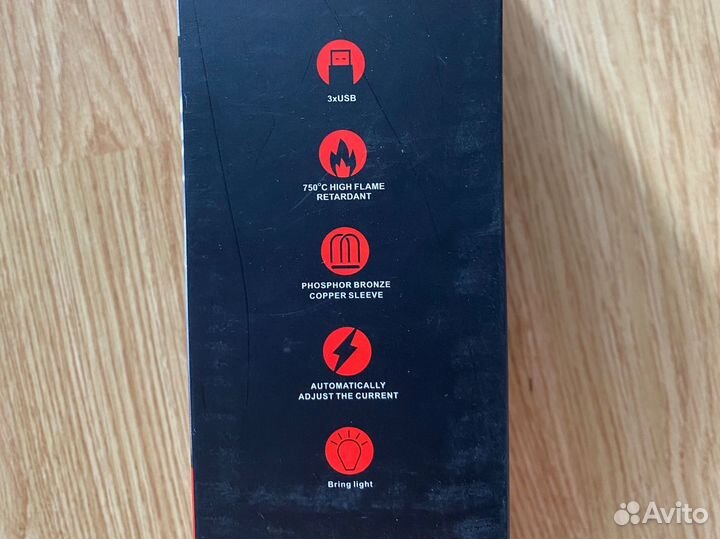 3xUSB
750°C HIGH FLAME
RETARDANT
PHOSPHOR BRONZE
COPPER SLEEVE
AUTOMATICALLY
ADJUST THE CURRENT
Bring light
Avito